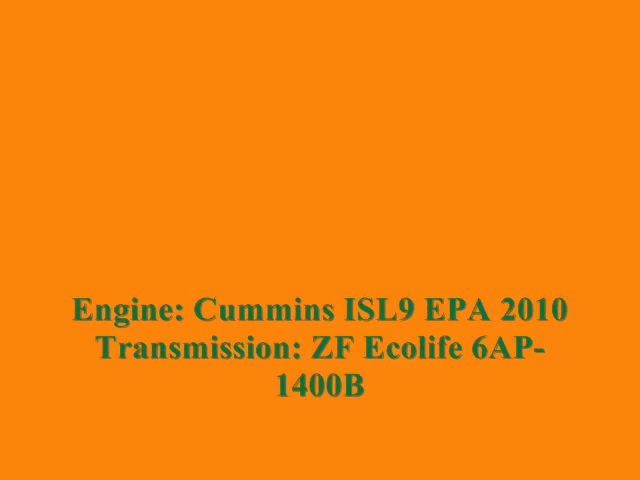 Engine: Cummins ISL9 EPA 2010
Transmission: ZF Ecolife 6AP-
1400B